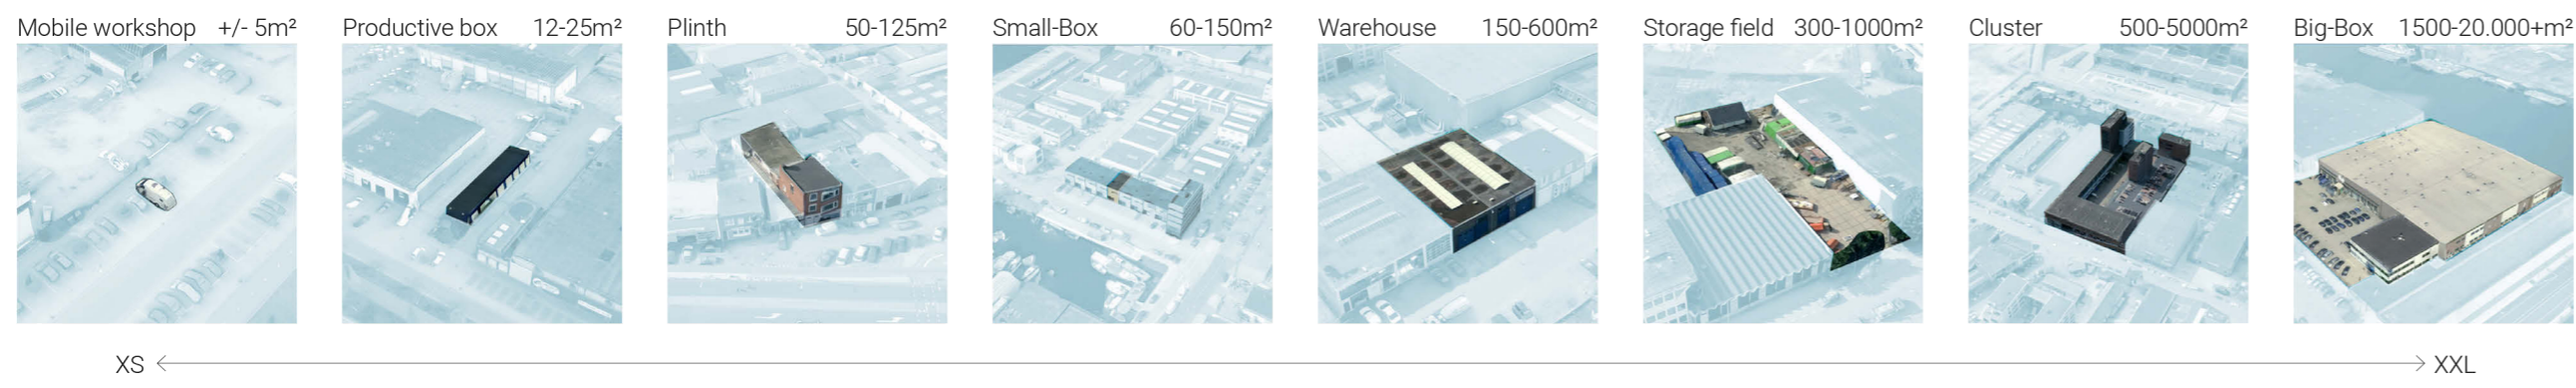 Mobile workshop +/- 5m²
Productive box 12-25m²
Plinth 50-125m²
Small-Box 60-150m²
Warehouse 150-600m²
Storage field 300-1000m²
Cluster 500-5000m²
Big-Box 1500-20.000+m²
XS XXL